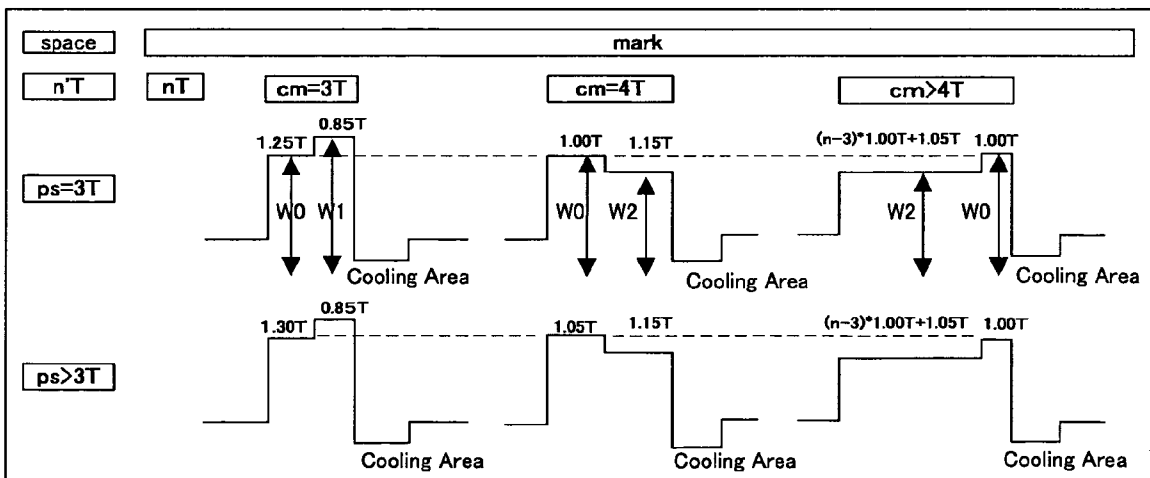 space mark
n'T nT cm=3T cm=4T cm>4T
0.85T
1.25T 1.00T 1.15T (n-3)*1.00T+1.05T 1.00T
ps=3T
W0 W1 W0 W2 W2 W0
Cooling Area Cooling Area Cooling Area
0.85T
1.30T 1.05T 1.15T (n-3)*1.00T+1.05T 1.00T
ps>3T
Cooling Area Cooling Area Cooling Area